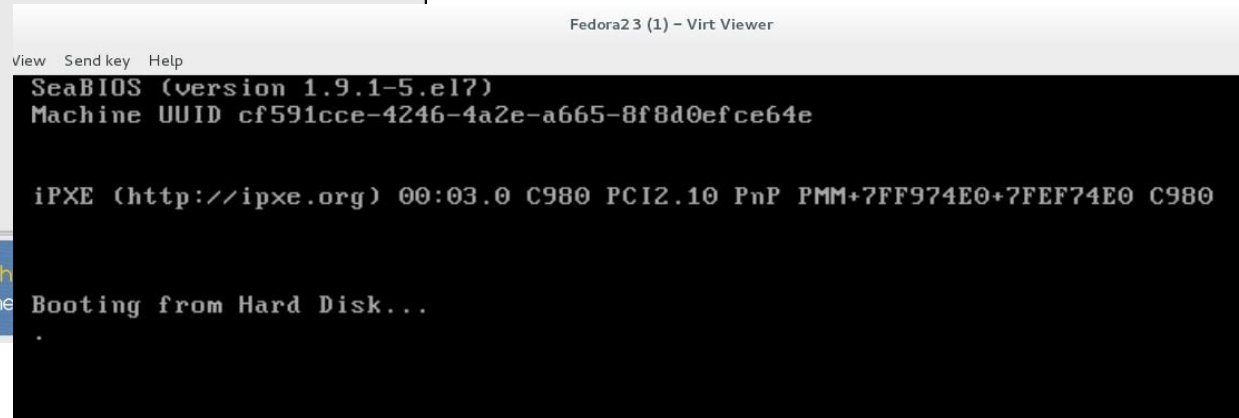 Fedora23 (1) – Virt Viewer
View Send key Help
SeaBIOS (version 1.9.1-5.el7)
Machine UUID cf591cce-4246-4a2e-a665-8f8d0efce64e
iPXE (http://ipxe.org) 00:03.0 C980 PCI2.10 PnP PMM+7FF974E0+7FEF74E0 C980
h
ne
Booting from Hard Disk...
.